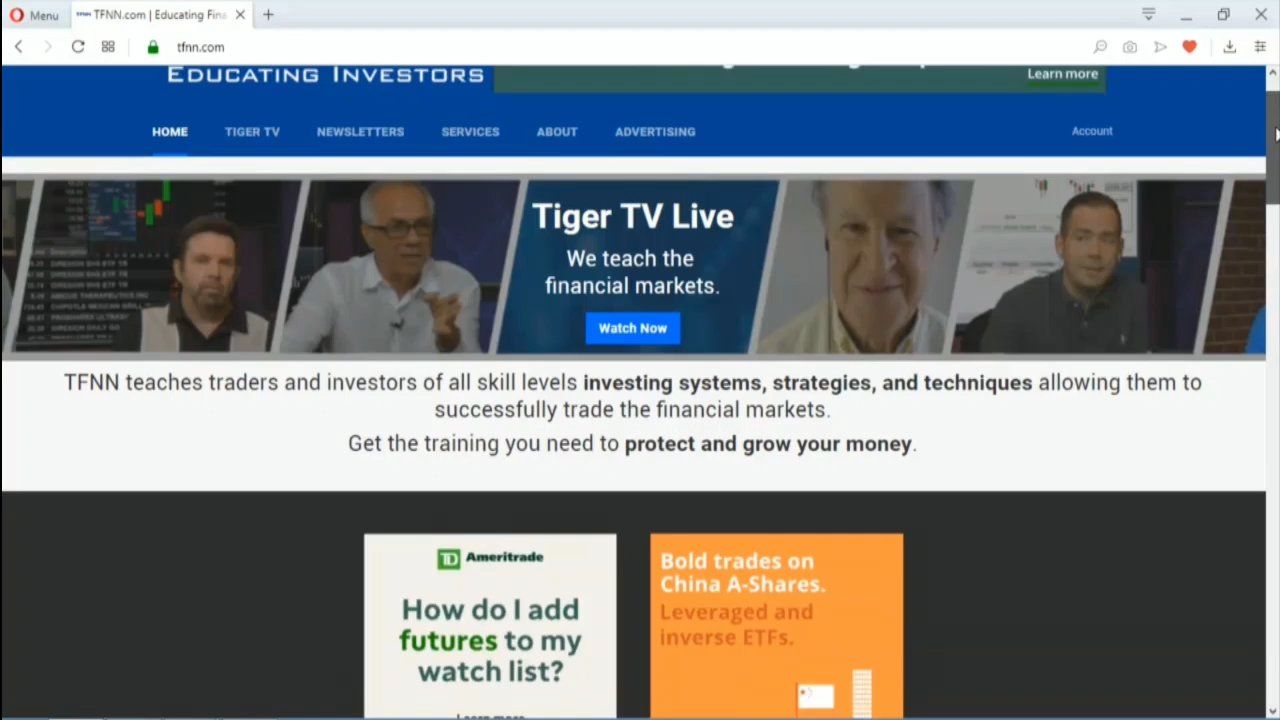 Menu
TFNN.com | Educating Fina
tfnn.com
EDUCATING INVESTORS
Learn more
HOME
TIGER TV
NEWSLETTERS
SERVICES
ABOUT
ADVERTISING
Account
Tiger TV Live
We teach the
financial markets.
Watch Now
TFNN teaches traders and investors of all skill levels investing systems, strategies, and techniques allowing them to
successfully trade the financial markets.
Get the training you need to protect and grow your money.
TD Ameritrade
How do I add
futures to my
watch list?
Bold trades on
China A-Shares.
Leveraged and
inverse ETFs.